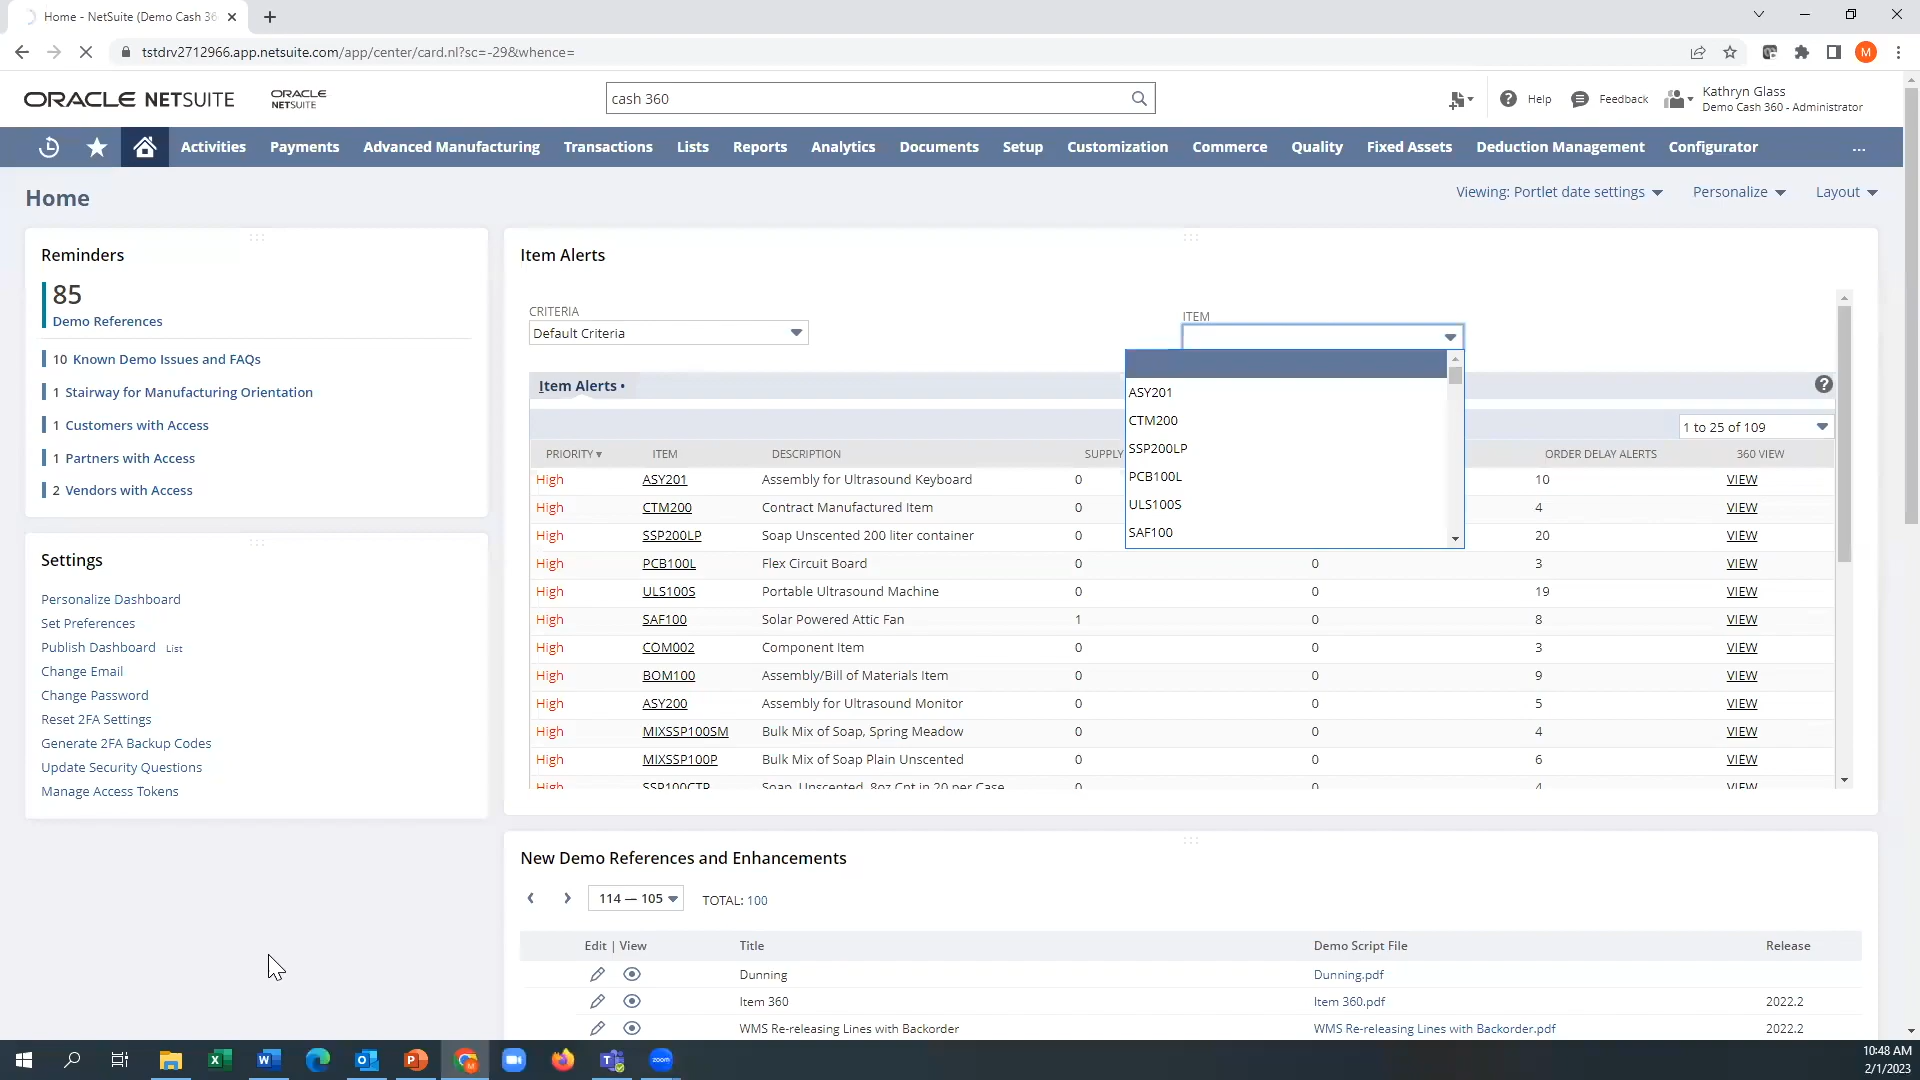 Home - NetSuite (Demo Cash 36
tstdrv2712966.app.netsuite.com/app/center/card.nl?sc=-29&whence=
M
ORACLE NETSUITE
ORACLE
NETSUITE
cash 360
Help
Feedback
Kathryn Glass
Demo Cash 360 - Administrator
Activities Payments Advanced Manufacturing Transactions Lists Reports Analytics Documents Setup Customization Commerce Quality Fixed Assets Deduction Management Configurator ...
Home
Viewing: Portlet date settings Personalize Layout
Reminders
85
Demo References
10 Known Demo Issues and FAQs
1 Stairway for Manufacturing Orientation
1 Customers with Access
1 Partners with Access
2 Vendors with Access
Settings
Personalize Dashboard
Set Preferences
Publish Dashboard List
Change Email
Change Password
Reset 2FA Settings
Generate 2FA Backup Codes
Update Security Questions
Manage Access Tokens
Item Alerts
CRITERIA
Default Criteria
ITEM
ASY201
CTM200
SSP200LP
PCB100L
ULS100S
SAF100
Item Alerts •
?
1 to 25 of 109
PRIORITY ▼ ITEM DESCRIPTION SUPPLY ORDER DELAY ALERTS 360 VIEW
High ASY201 Assembly for Ultrasound Keyboard 0 10 VIEW
High CTM200 Contract Manufactured Item 0 4 VIEW
High SSP200LP Soap Unscented 200 liter container 0 20 VIEW
High PCB100L Flex Circuit Board 0 0 3 VIEW
High ULS100S Portable Ultrasound Machine 0 0 19 VIEW
High SAF100 Solar Powered Attic Fan 1 0 8 VIEW
High COM002 Component Item 0 0 3 VIEW
High BOM100 Assembly/Bill of Materials Item 0 0 9 VIEW
High ASY200 Assembly for Ultrasound Monitor 0 0 5 VIEW
High MIXSSP100SM Bulk Mix of Soap, Spring Meadow 0 0 4 VIEW
High MIXSSP100P Bulk Mix of Soap Plain Unscented 0 0 6 VIEW
High SSP100CTP Soap, Unscented, 8oz Cnt in 20 per Case 0 0 4 VIEW
New Demo References and Enhancements
114 — 105 TOTAL: 100
Edit | View Title Demo Script File Release
Dunning Dunning.pdf
Item 360 Item 360.pdf 2022.2
WMS Re-releasing Lines with Backorder WMS Re-releasing Lines with Backorder.pdf 2022.2
zoom
10:48 AM
2/1/2023